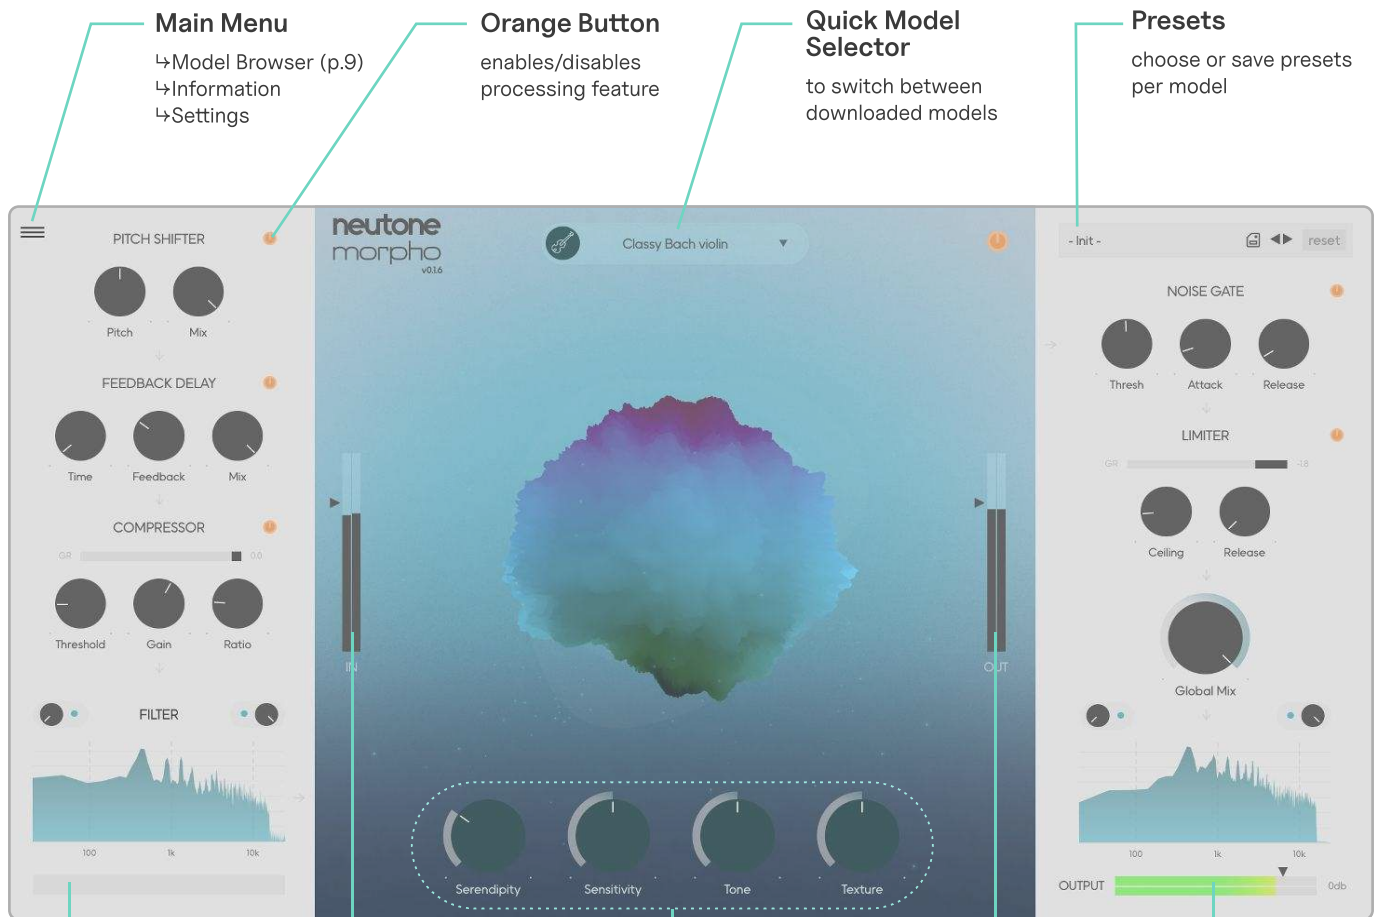 Main Menu
↳Model Browser (p.9)
↳Information
↳Settings
Orange Button
enables/disables
processing feature
Quick Model
Selector
to switch between
downloaded models
Presets
choose or save presets
per model
PITCH SHIFTER
Pitch
Mix
FEEDBACK DELAY
Time
Feedback
Mix
COMPRESSOR
GR
0.0
Threshold
Gain
Ratio
FILTER
100
1k
10k
neutone
morpho
v0.1.6
Classy Bach violin
IN
OUT
Serendipity
Sensitivity
Tone
Texture
- Init -
reset
NOISE GATE
Thresh
Attack
Release
LIMITER
GR
-1.8
Ceiling
Release
Global Mix
100
1k
10k
OUTPUT
0db